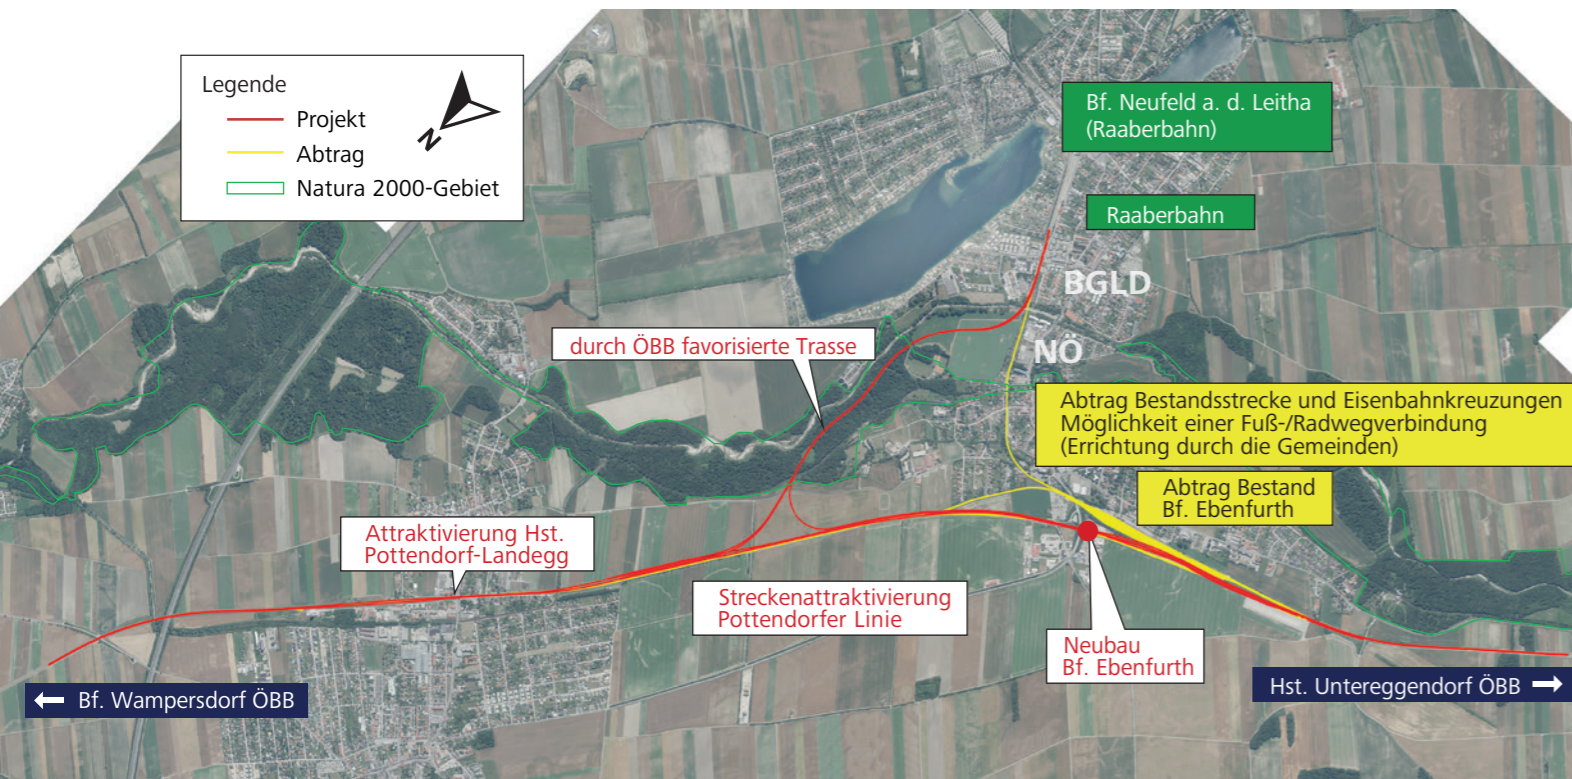 Legende
Projekt
Abtrag
Natura 2000-Gebiet
N
Bf. Neufeld a. d. Leitha
(Raaberbahn)
Raaberbahn
BGLD
NÖ
durch ÖBB favorisierte Trasse
Abtrag Bestandsstrecke und Eisenbahnkreuzungen
Möglichkeit einer Fuß-/Radwegverbindung
(Errichtung durch die Gemeinden)
Abtrag Bestand
Bf. Ebenfurth
Attraktivierung Hst.
Pottendorf-Landegg
Streckenattraktivierung
Pottendorfer Linie
Neubau
Bf. Ebenfurth
Bf. Wampersdorf ÖBB
Hst. Untereggendorf ÖBB